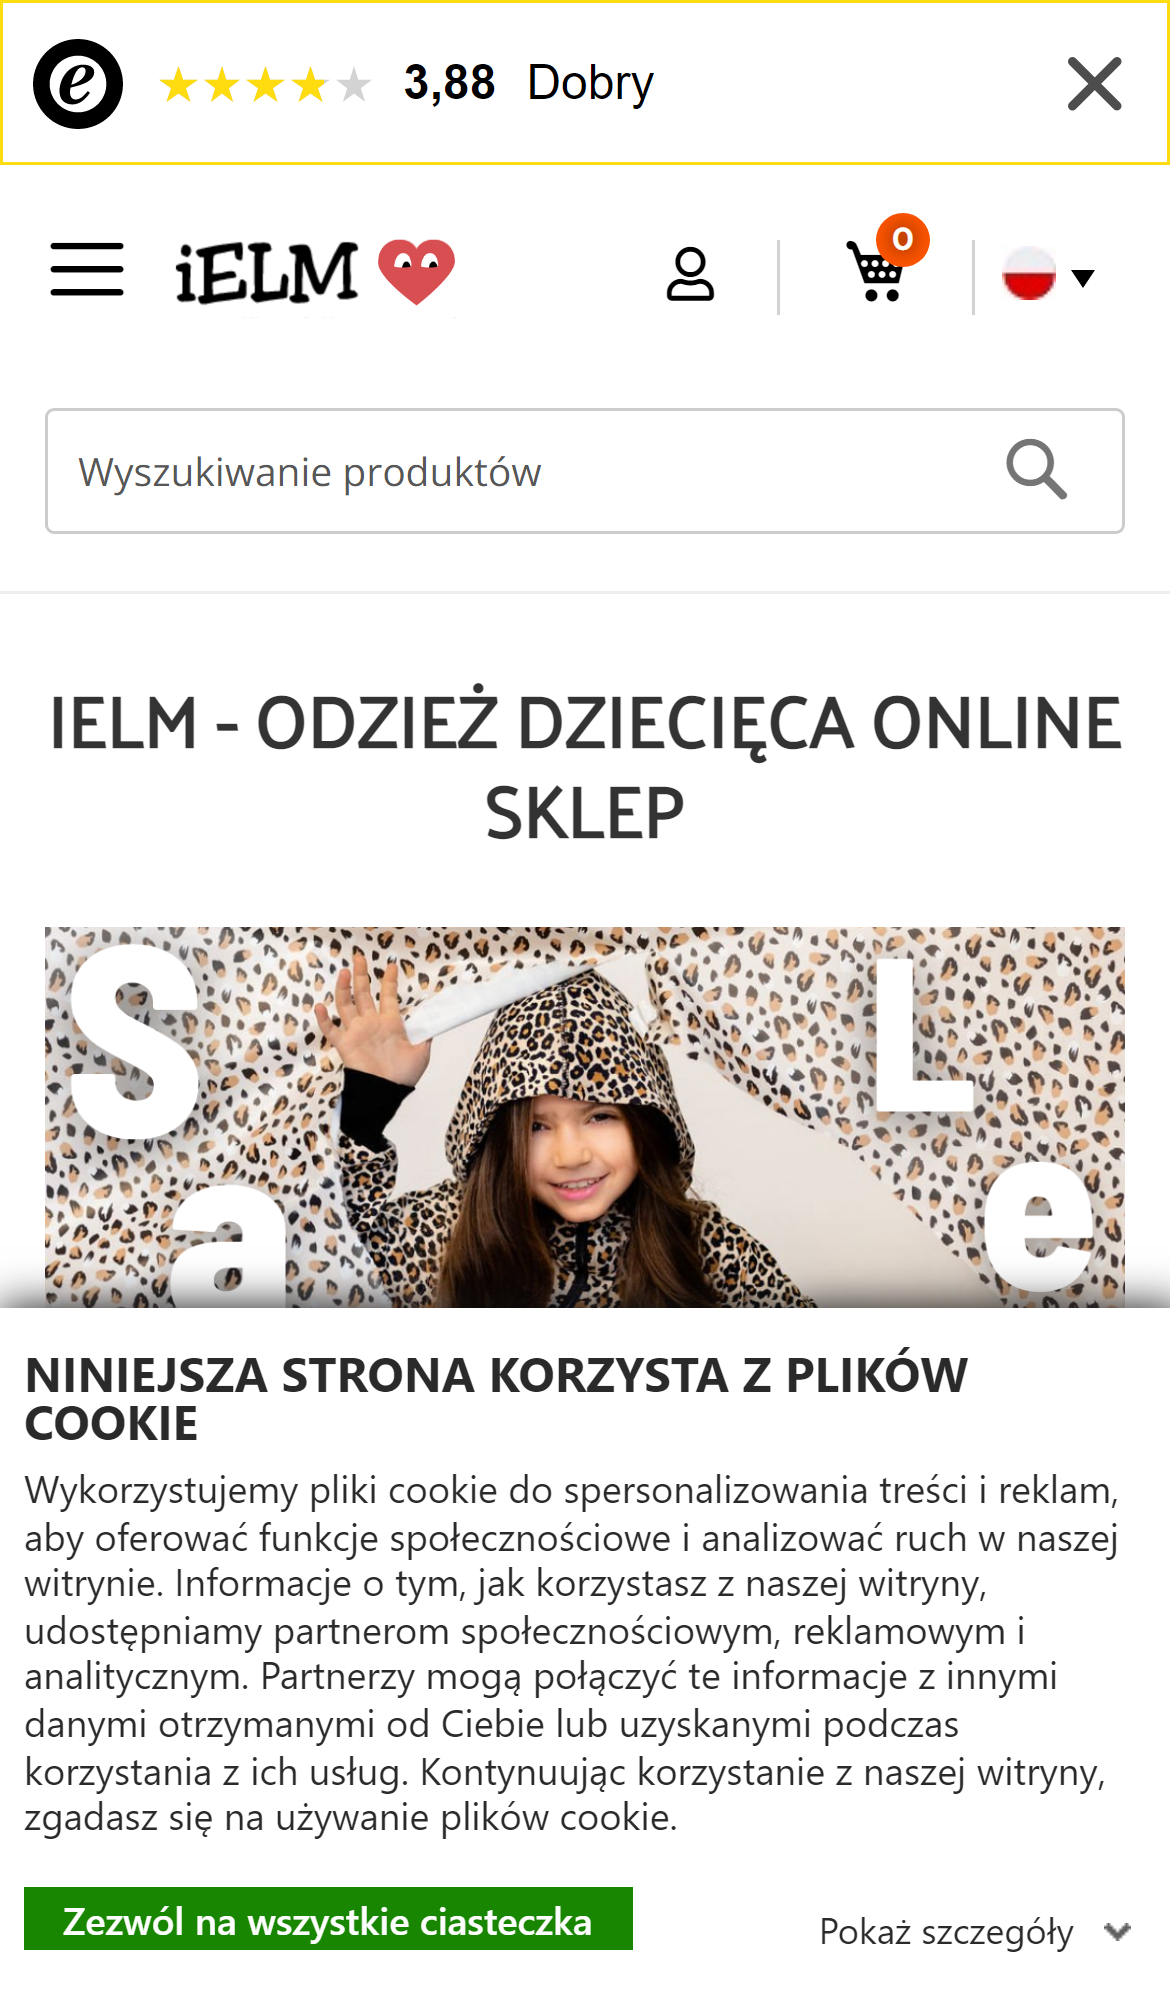 e
3,88 Dobry
iELM
0
Wyszukiwanie produktów
IELM - ODZIEŻ DZIECIĘCA ONLINE
SKLEP
S
L
a
e
NINIEJSZA STRONA KORZYSTA Z PLIKÓW
COOKIE
Wykorzystujemy pliki cookie do spersonalizowania treści i reklam,
aby oferować funkcje społecznościowe i analizować ruch w naszej
witrynie. Informacje o tym, jak korzystasz z naszej witryny,
udostępniamy partnerom społecznościowym, reklamowym i
analitycznym. Partnerzy mogą połączyć te informacje z innymi
danymi otrzymanymi od Ciebie lub uzyskanymi podczas
korzystania z ich usług. Kontynuując korzystanie z naszej witryny,
zgadasz się na używanie plików cookie.
Zezwól na wszystkie ciasteczka
Pokaż szczegóły